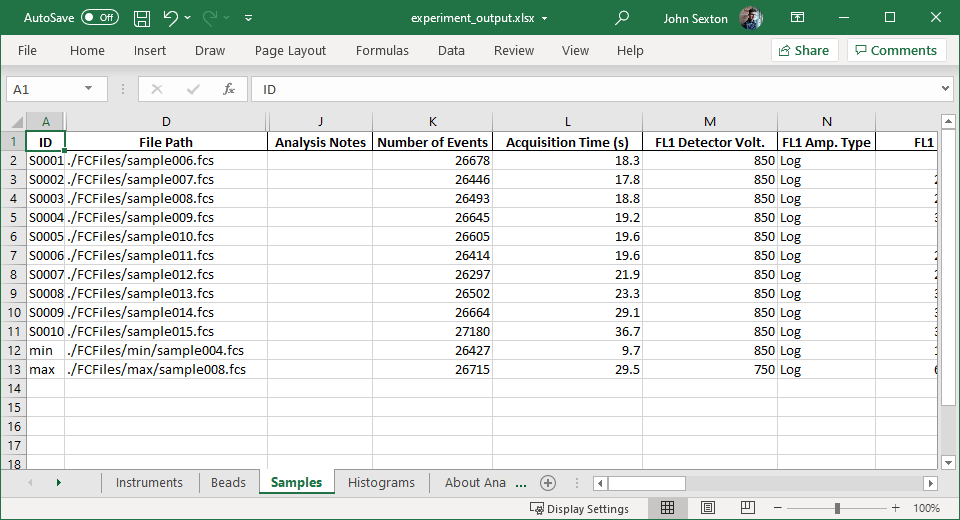 AutoSave Off experiment_output.xlsx John Sexton
File Home Insert Draw Page Layout Formulas Data Review View Help Share Comments
A1 fx ID
A D J K L M N
1 ID File Path Analysis Notes Number of Events Acquisition Time (s) FL1 Detector Volt. FL1 Amp. Type FL1
2 S0001 ./FCFiles/sample006.fcs 26678 18.3 850 Log
3 S0002 ./FCFiles/sample007.fcs 26446 17.8 850 Log 2
4 S0003 ./FCFiles/sample008.fcs 26493 18.8 850 Log 2
5 S0004 ./FCFiles/sample009.fcs 26645 19.2 850 Log 3
6 S0005 ./FCFiles/sample010.fcs 26605 19.6 850 Log
7 S0006 ./FCFiles/sample011.fcs 26414 19.6 850 Log 2
8 S0007 ./FCFiles/sample012.fcs 26297 21.9 850 Log 2
9 S0008 ./FCFiles/sample013.fcs 26502 23.3 850 Log 3
10 S0009 ./FCFiles/sample014.fcs 26664 29.1 850 Log 3
11 S0010 ./FCFiles/sample015.fcs 27180 36.7 850 Log 3
12 min ./FCFiles/min/sample004.fcs 26427 9.7 850 Log 1
13 max ./FCFiles/max/sample008.fcs 26715 29.5 750 Log 6
14
15
16
17
18
Instruments Beads Samples Histograms About Ana ...
Display Settings 100%